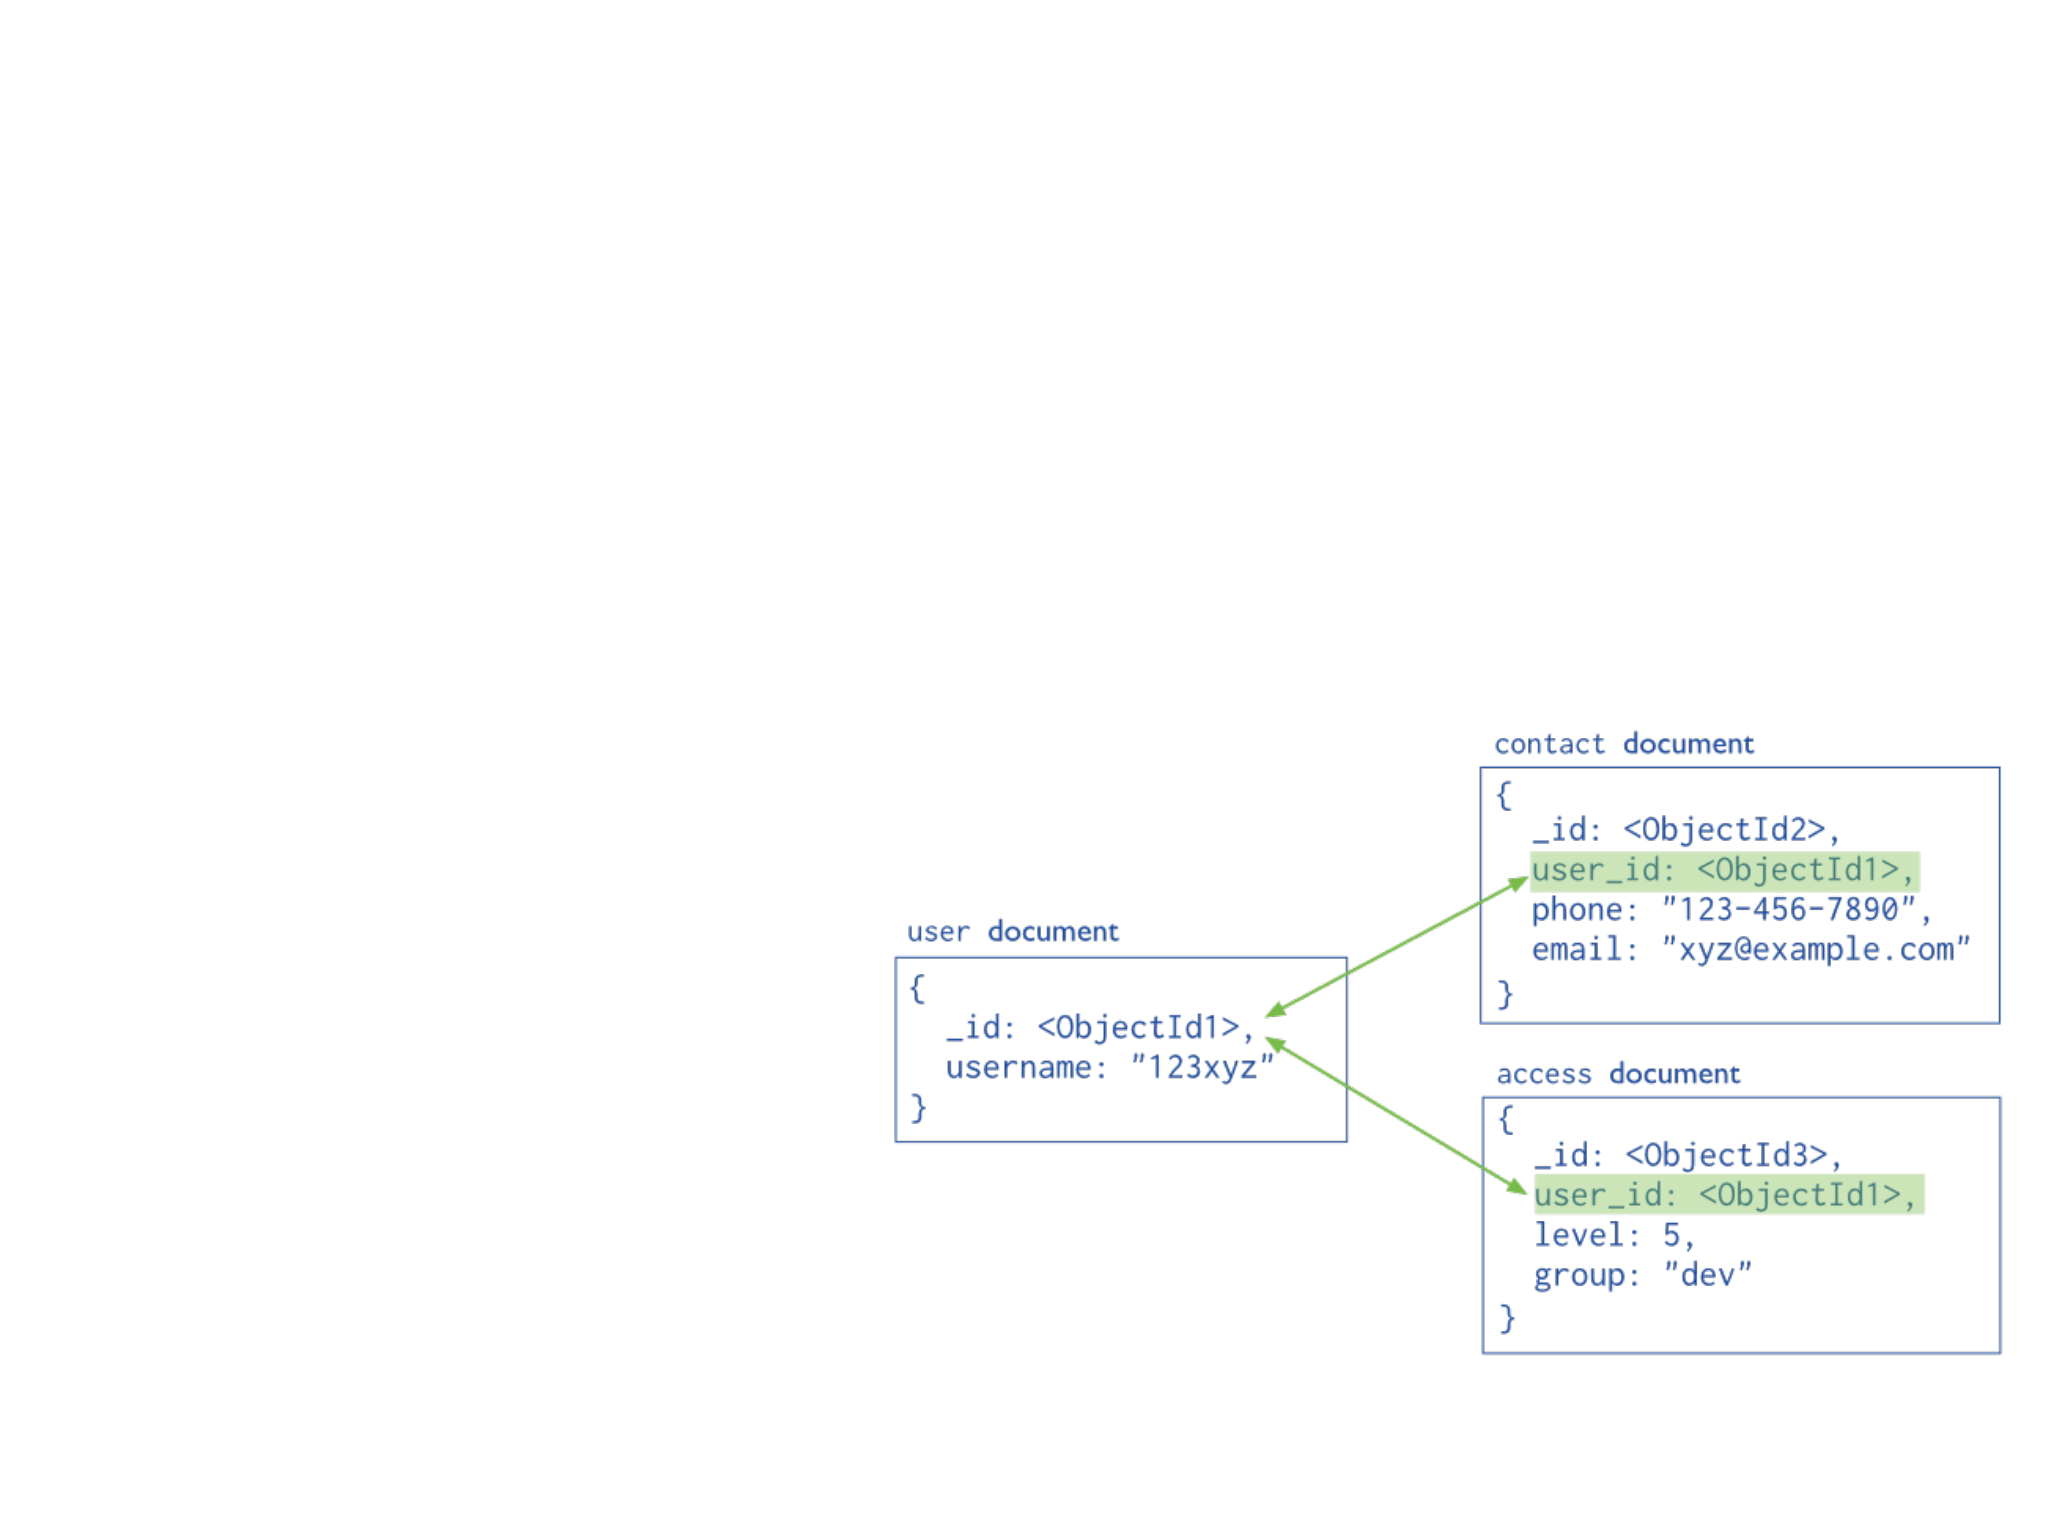 contact document
{
_id: <ObjectId2>,
user_id: <ObjectId1>,
phone: "123-456-7890",
email: "xyz@example.com"
}
user document
{
_id: <ObjectId1>,
username: "123xyz"
}
access document
{
_id: <ObjectId3>,
user_id: <ObjectId1>,
level: 5,
group: "dev"
}